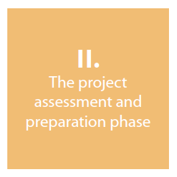 II.
The project
assessment and
preparation phase